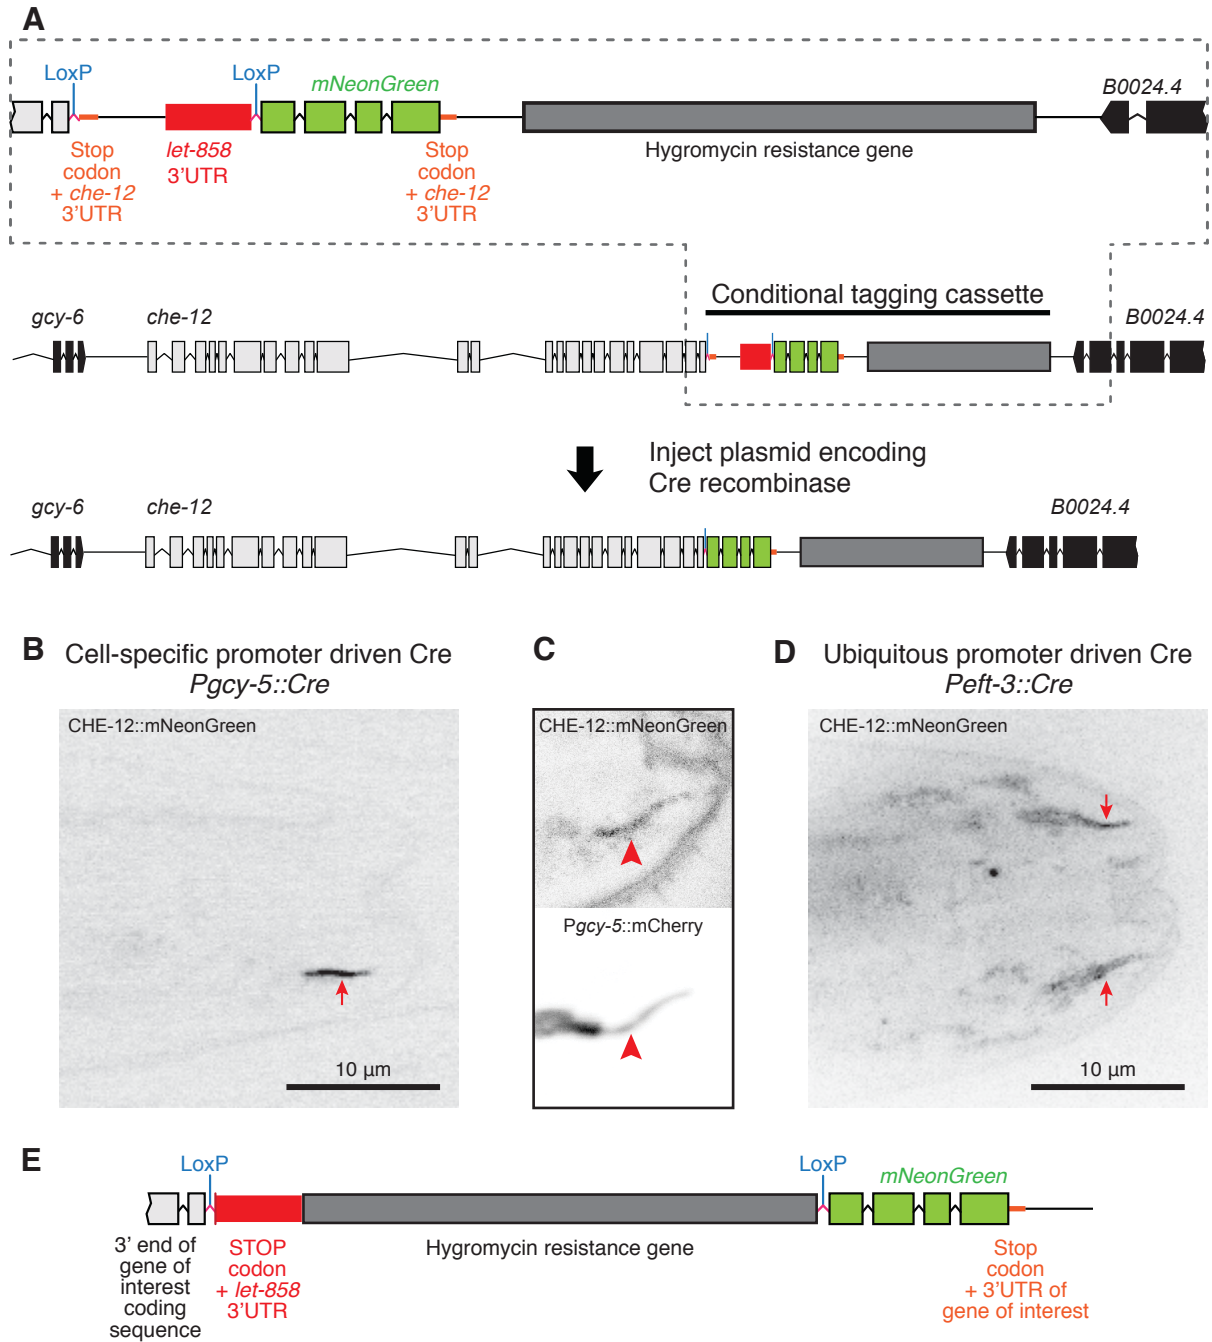 A
LoxP
LoxP
mNeonGreen
B0024.4
Stop
codon
+ che-12
3'UTR
let-858
3'UTR
Stop
codon
+ che-12
3'UTR
Hygromycin resistance gene
Conditional tagging cassette
gcy-6
che-12
B0024.4
Inject plasmid encoding
Cre recombinase
gcy-6
che-12
B0024.4
B
Cell-specific promoter driven Cre
Pgcy-5::Cre
CHE-12::mNeonGreen
10 µm
C
CHE-12::mNeonGreen
Pgcy-5::mCherry
D
Ubiquitous promoter driven Cre
Peft-3::Cre
CHE-12::mNeonGreen
10 µm
E
LoxP
LoxP
mNeonGreen
3' end of
gene of
interest
coding
sequence
STOP
codon
+ let-858
3'UTR
Hygromycin resistance gene
Stop
codon
+ 3'UTR of
gene of interest